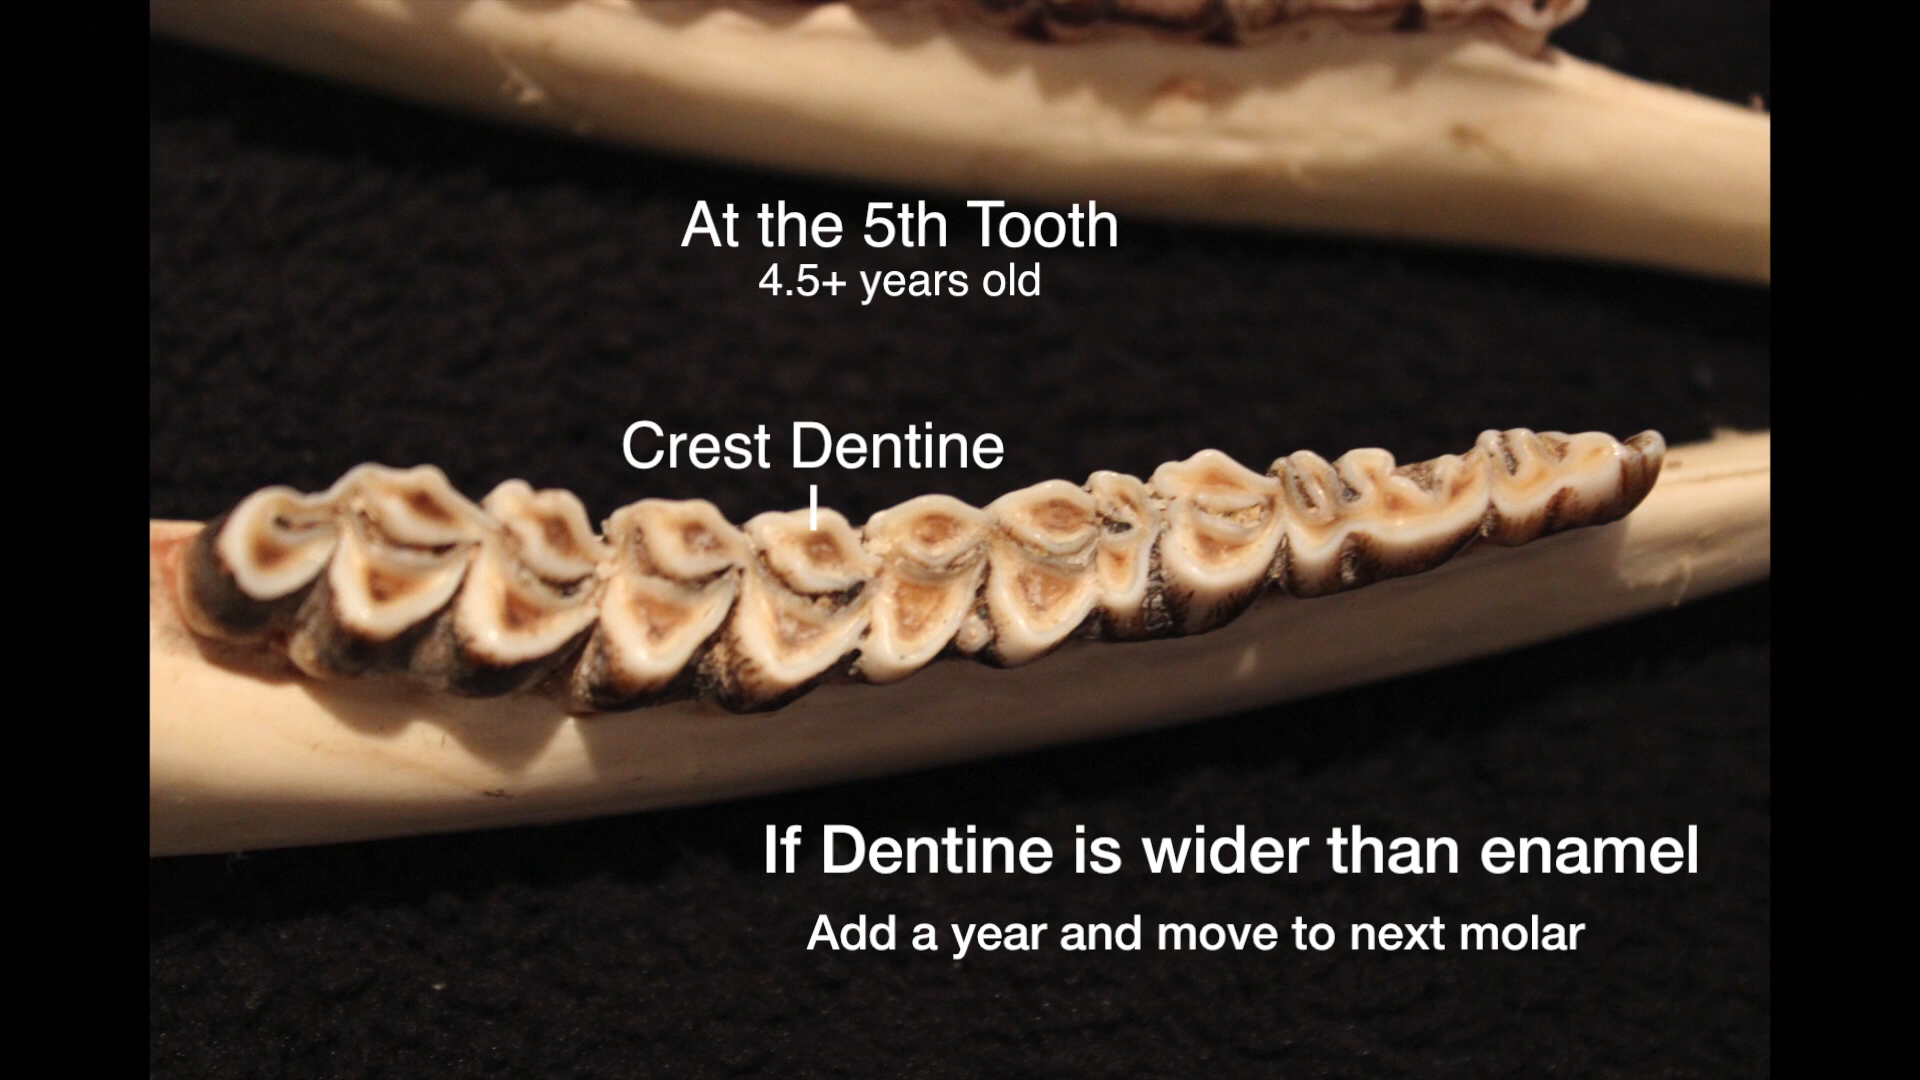 At the 5th Tooth
4.5+ years old
Crest Dentine
If Dentine is wider than enamel
Add a year and move to next molar